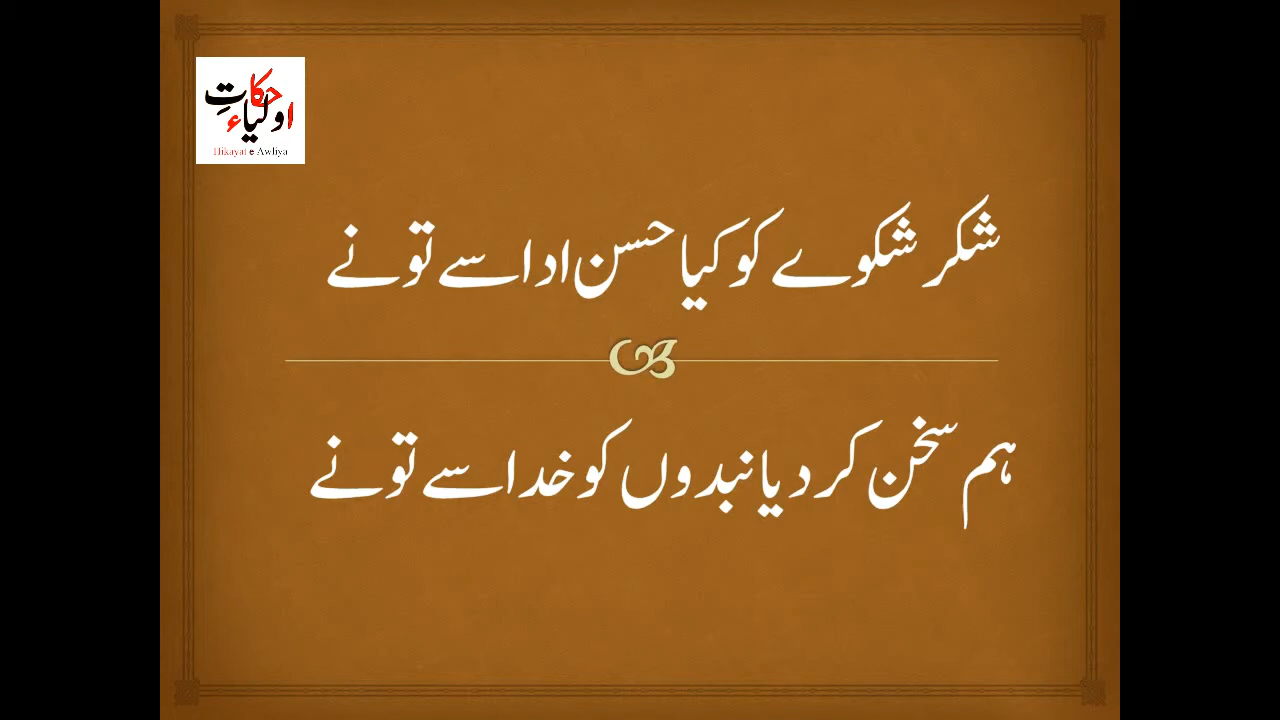 حکایاتِ اولیاء
Hikayat e Awliya
شکر شکوے کو کیا حسن ادا سے تو نے
ہم سخن کر دیا نبدوں کو خدا سے تو نے